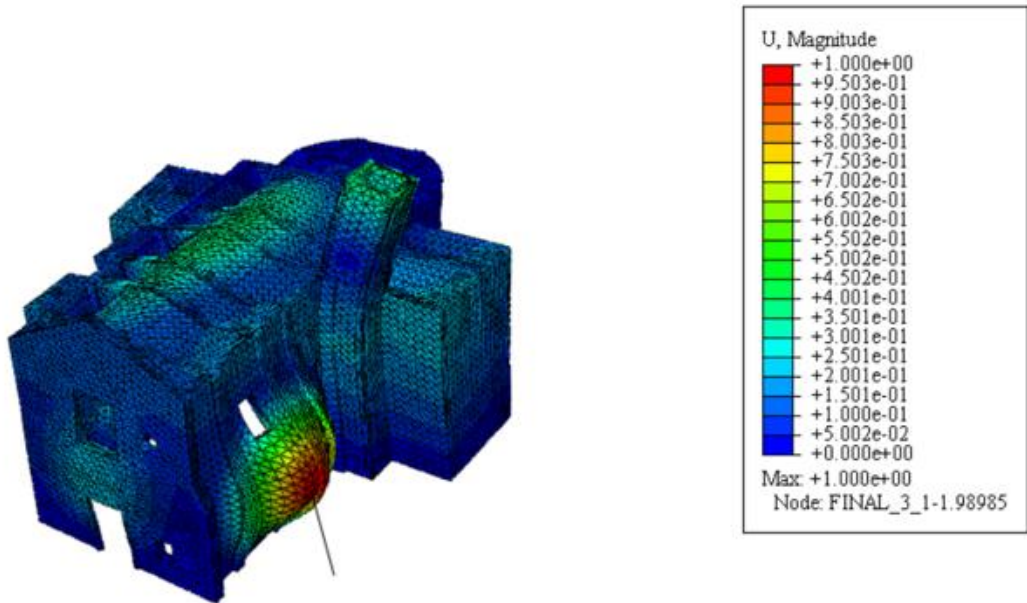 U, Magnitude
+1.000e+00
+9.503e-01
+9.003e-01
+8.503e-01
+8.003e-01
+7.503e-01
+7.002e-01
+6.002e-01
+5.502e-01
+5.002e-01
+4.502e-01
+4.001e-01
+3.501e-01
+3.001e-01
+2.501e-01
+2.001e-01
+1.501e-01
+1.000e-01
+5.002e-02
+0.000e+00
Max: +1.000e+00
Node: FINAL_3_1-1.98985